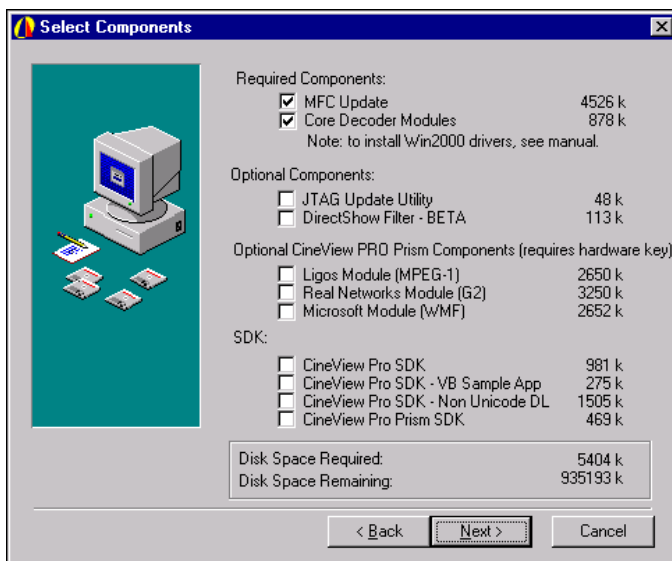 Select Components
Required Components:
MFC Update 4526 k
Core Decoder Modules 878 k
Note: to install Win2000 drivers, see manual.
Optional Components:
JTAG Update Utility 48 k
DirectShow Filter - BETA 113 k
Optional CineView PRO Prism Components (requires hardware key)
Ligos Module (MPEG-1) 2650 k
Real Networks Module (G2) 3250 k
Microsoft Module (WMF) 2652 k
SDK:
CineView Pro SDK 981 k
CineView Pro SDK - VB Sample App 275 k
CineView Pro SDK - Non Unicode DL 1505 k
CineView Pro Prism SDK 469 k
Disk Space Required: 5404 k
Disk Space Remaining: 935193 k
< Back Next > Cancel